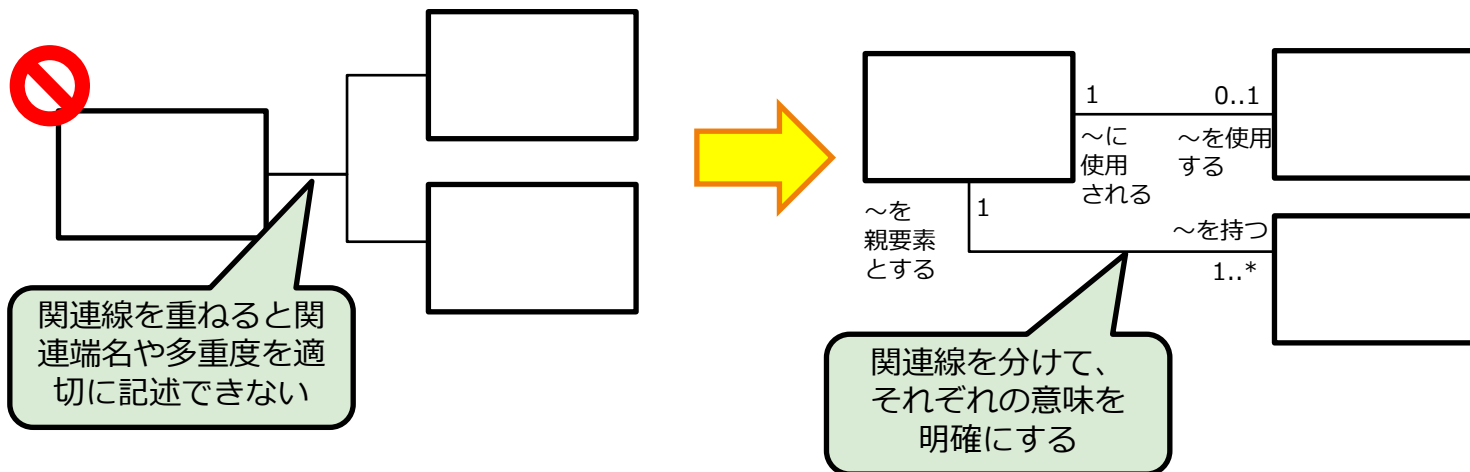 関連線を重ねると関
連端名や多重度を適
切に記述できない
1
0..1
～に
使用
される
～を使用
する
～を
親要素
とする
1
～を持つ
1..*
関連線を分けて、
それぞれの意味を
明確にする